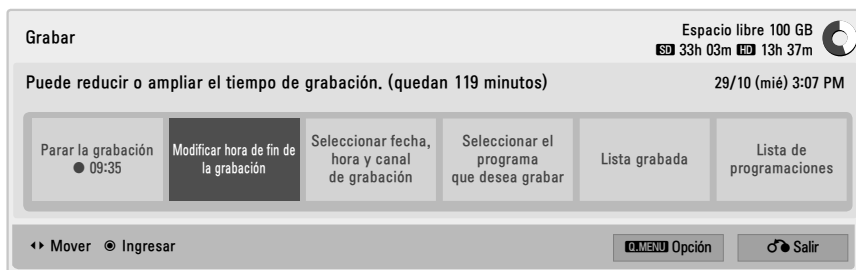 Grabar
Espacio libre 100 GB
SD 33h 03m HD 13h 37m
Puede reducir o ampliar el tiempo de grabación. (quedan 119 minutos)
29/10 (mié) 3:07 PM
Parar la grabación
● 09:35
Modificar hora de fin de
la grabación
Seleccionar fecha,
hora y canal
de grabación
Seleccionar el
programa
que desea grabar
Lista grabada
Lista de
programaciones
Mover ◉ Ingresar
Q.MENU Opción
Salir